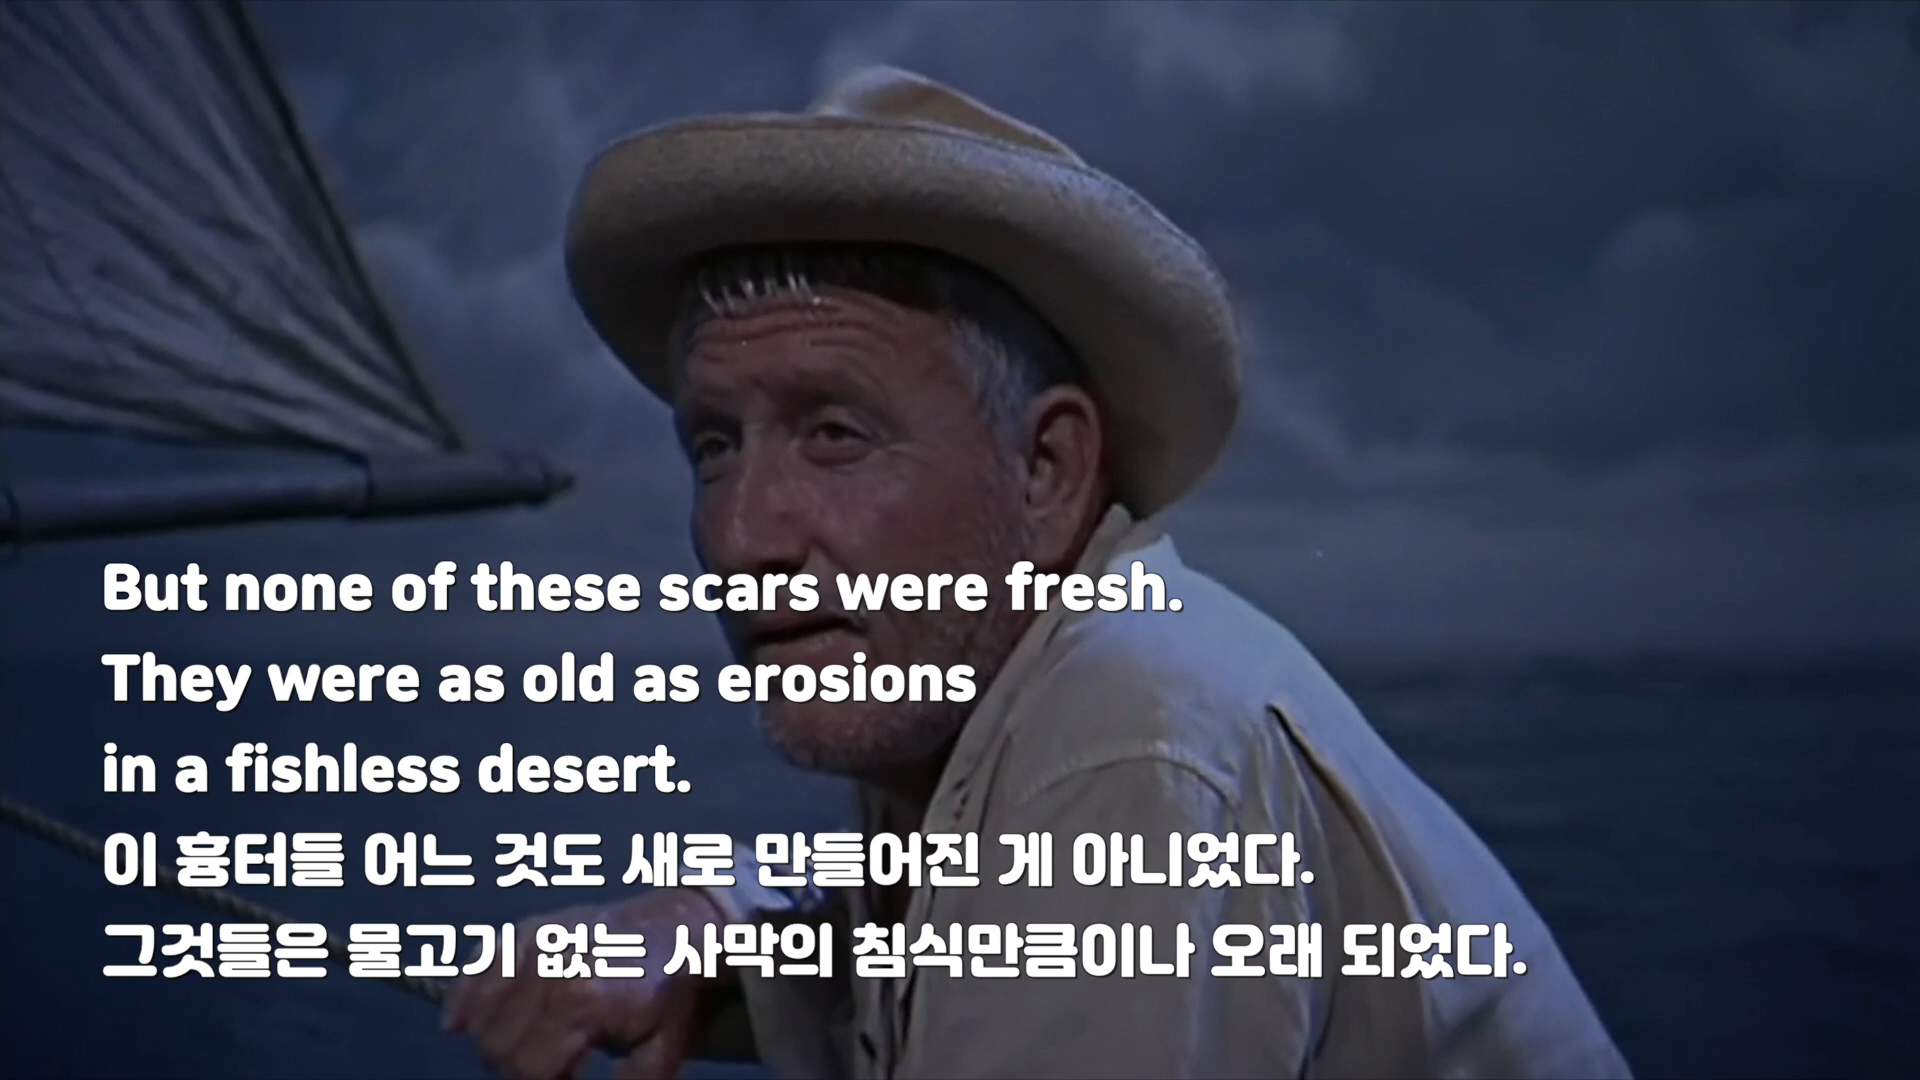 But none of these scars were fresh.
They were as old as erosions
in a fishless desert.
이 흉터들 어느 것도 새로 만들어진 게 아니었다.
그것들은 물고기 없는 사막의 침식만큼이나 오래 되었다.